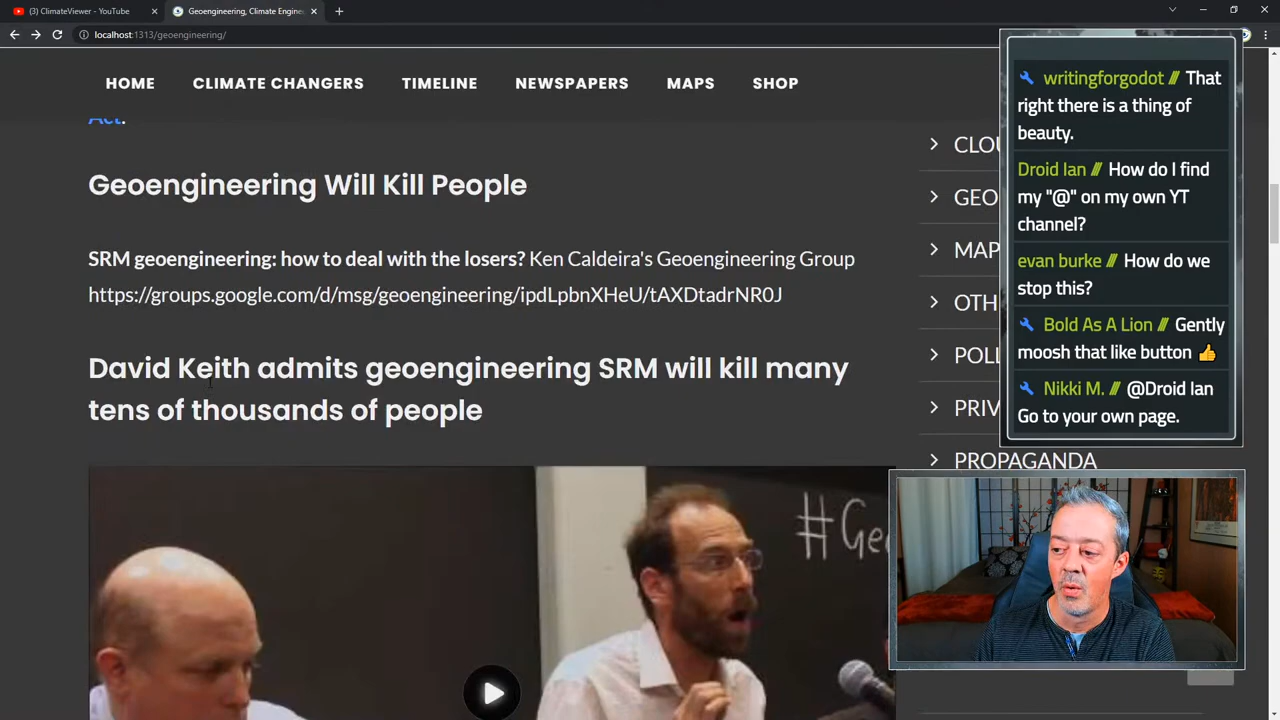 (3) ClimateViewer - YouTube
Geoengineering, Climate Engine
localhost:1313/geoengineering/
HOME
CLIMATE CHANGERS
TIMELINE
NEWSPAPERS
MAPS
SHOP
Act.
Geoengineering Will Kill People
SRM geoengineering: how to deal with the losers? Ken Caldeira's Geoengineering Group
https://groups.google.com/d/msg/geoengineering/ipdLpbnXHeU/tAXDtadrNR0J
David Keith admits geoengineering SRM will kill many
tens of thousands of people
#Ge
CLOU
GEO
MAP
OTH
POLL
PRIV
PROPAGANDA
writingforgodot /// That
right there is a thing of
beauty.
Droid Ian /// How do I find
my "@" on my own YT
channel?
evan burke /// How do we
stop this?
Bold As A Lion /// Gently
moosh that like button 👍
Nikki M. /// @Droid Ian
Go to your own page.